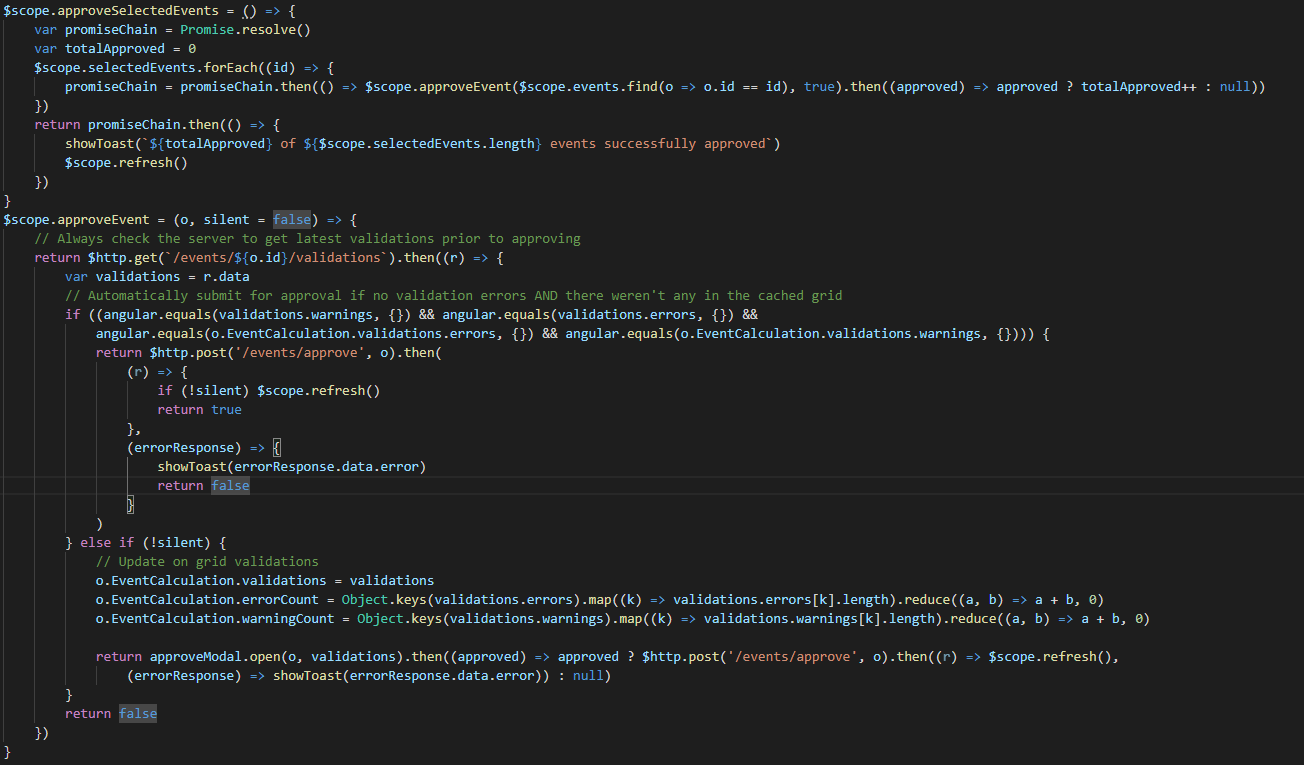 $scope.approveSelectedEvents = () => {
    var promiseChain = Promise.resolve()
    var totalApproved = 0
    $scope.selectedEvents.forEach((id) => {
        promiseChain = promiseChain.then(() => $scope.approveEvent($scope.events.find(o => o.id == id), true).then((approved) => approved ? totalApproved++ : null))
    })
    return promiseChain.then(() => {
        showToast(`${totalApproved} of ${$scope.selectedEvents.length} events successfully approved`)
        $scope.refresh()
    })
}
$scope.approveEvent = (o, silent = false) => {
    // Always check the server to get latest validations prior to approving
    return $http.get(`/events/${o.id}/validations`).then((r) => {
        var validations = r.data
        // Automatically submit for approval if no validation errors AND there weren't any in the cached grid
        if ((angular.equals(validations.warnings, {}) && angular.equals(validations.errors, {}) &&
            angular.equals(o.EventCalculation.validations.errors, {}) && angular.equals(o.EventCalculation.validations.warnings, {}))) {
            return $http.post('/events/approve', o).then(
                (r) => {
                    if (!silent) $scope.refresh()
                    return true
                },
                (errorResponse) => {
                    showToast(errorResponse.data.error)
                    return false
                }
            )
        } else if (!silent) {
            // Update on grid validations
            o.EventCalculation.validations = validations
            o.EventCalculation.errorCount = Object.keys(validations.errors).map((k) => validations.errors[k].length).reduce((a, b) => a + b, 0)
            o.EventCalculation.warningCount = Object.keys(validations.warnings).map((k) => validations.warnings[k].length).reduce((a, b) => a + b, 0)

            return approveModal.open(o, validations).then((approved) => approved ? $http.post('/events/approve', o).then((r) => $scope.refresh(),
                (errorResponse) => showToast(errorResponse.data.error)) : null)
        }
        return false
    })
}